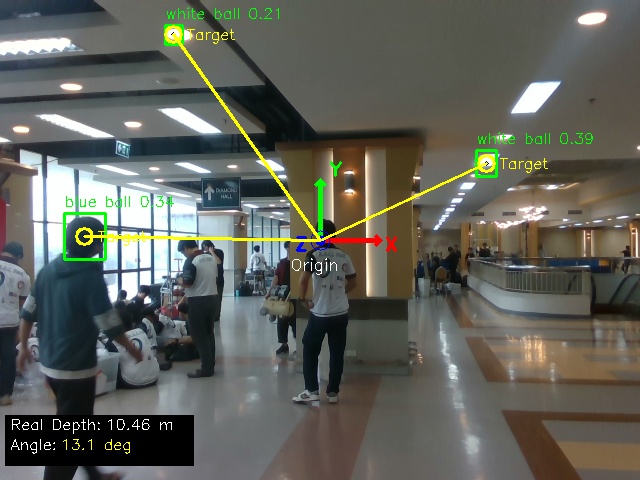 white ball 0.21
Target
white ball 0.39
Target
blue ball 0.34
Target
DIAMOND
HALL
Y
Z
X
Origin
Real Depth: 10.46 m
Angle: 13.1 deg